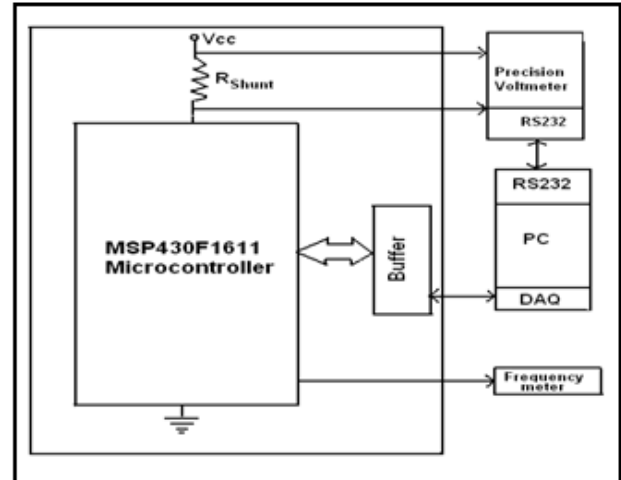 Vcc
RShunt
Precision
Voltmeter
RS232
RS232
PC
DAQ
MSP430F1611
Microcontroller
Buffer
Frequency
meter